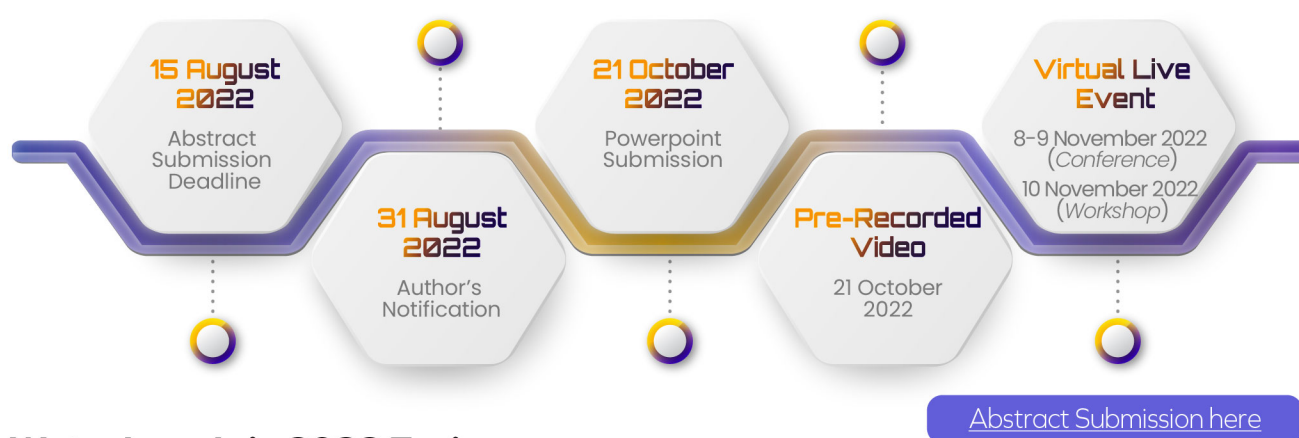 15 August
2022
Abstract
Submission
Deadline
31 August
2022
Author's
Notification
21 October
2022
Powerpoint
Submission
Pre-Recorded
Video
21 October
2022
Virtual Live
Event
8-9 November 2022
(Conference)
10 November 2022
(Workshop)
Abstract Submission here